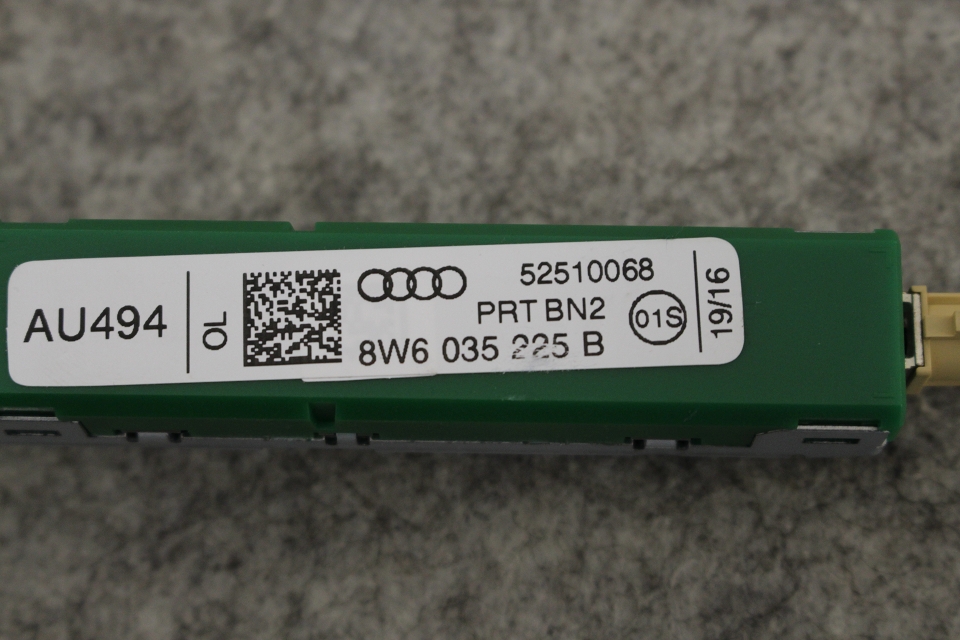 AU494
OL
52510068
PRT BN2
01S
8W6 035 225 B
19/16